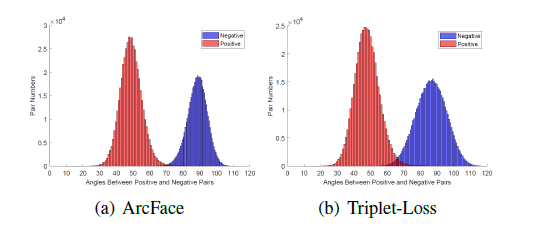 ×10⁴
3
2.5
2
1.5
1
0.5
0
Pair Numbers
Negative
Positive
0 10 20 30 40 50 60 70 80 90 100 110 120
Angles Between Positive and Negative Pairs
(a) ArcFace
×10⁴
2.5
2
1.5
1
0.5
0
Pair Numbers
Negative
Positive
0 10 20 30 40 50 60 70 80 90 100 110 120
Angles Between Positive and Negative Pairs
(b) Triplet-Loss